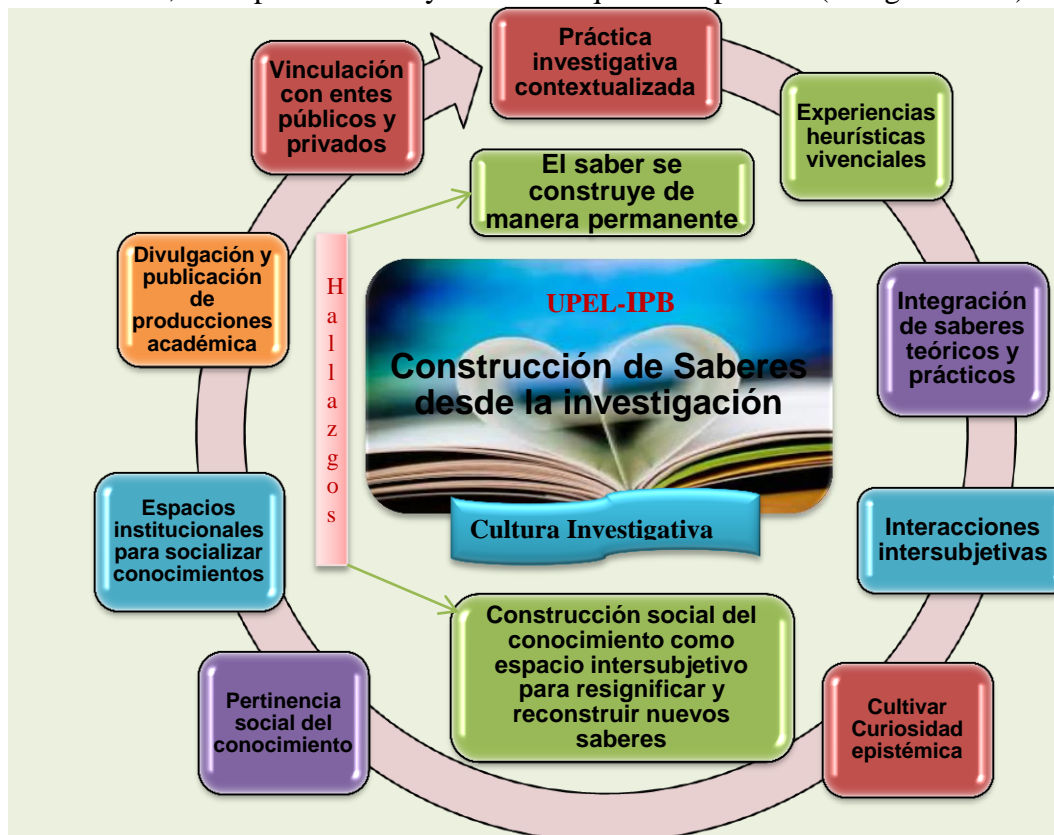 Práctica
investigativa
contextualizada
Experiencias
heurísticas
vivenciales
Integración
de saberes
teóricos y
prácticos
Interacciones
intersubjetivas
Cultivar
Curiosidad
epistémica
Pertinencia
social del
conocimiento
Espacios
institucionales
para socializar
conocimientos
Divulgación y
publicación
de
producciones
académica
Vinculación
con entes
públicos y
privados
Hallazgos
El saber se
construye de
manera permanente
UPEL-IPB
Construcción de Saberes
desde la investigación
Cultura Investigativa
Construcción social del
conocimiento como
espacio intersubjetivo
para resignificar y
reconstruir nuevos
saberes